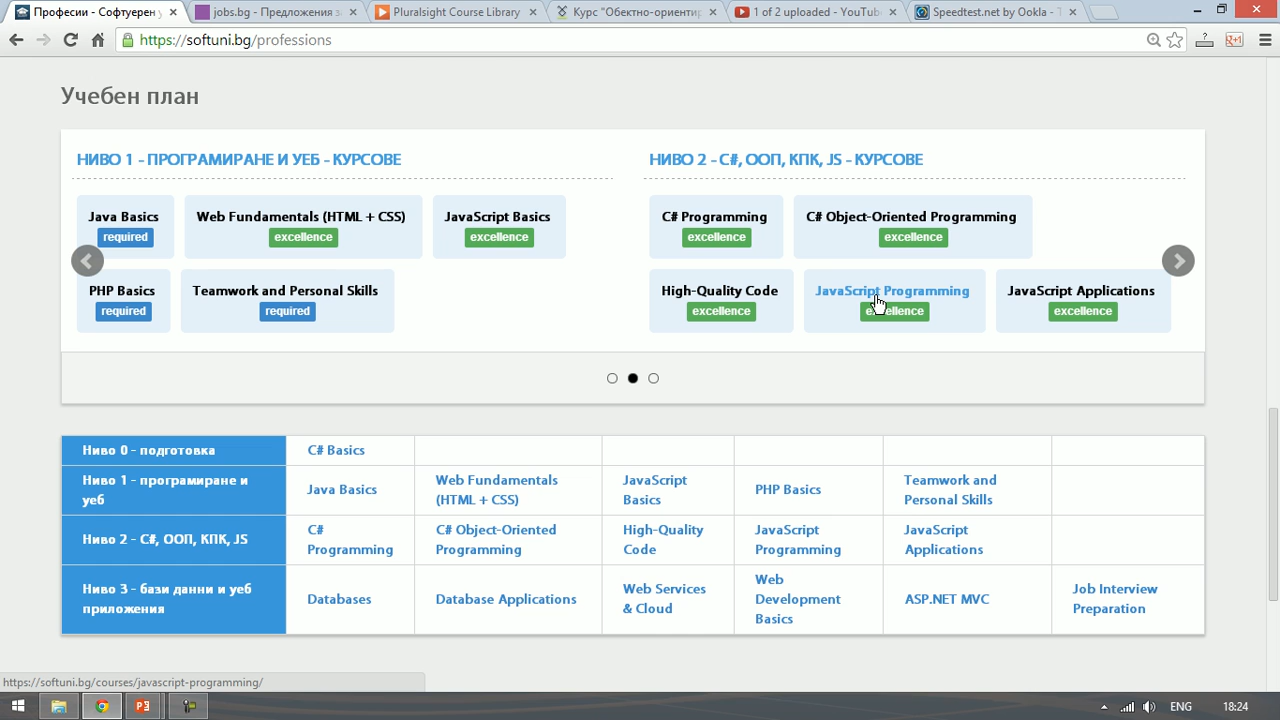 Професии - Софтуерен
jobs.bg - Предложения
Pluralsight Course Library
Курс "Обектно-ориентир
1 of 2 uploaded - YouTub
Speedtest.net by Ookla -
https://softuni.bg/professions
Учебен план
НИВО 1 - ПРОГРАМИРАНЕ И УЕБ - КУРСОВЕ
НИВО 2 - C#, ООП, КПК, JS - КУРСОВЕ
Java Basics
required
Web Fundamentals (HTML + CSS)
excellence
JavaScript Basics
excellence
C# Programming
excellence
C# Object-Oriented Programming
excellence
PHP Basics
required
Teamwork and Personal Skills
required
High-Quality Code
excellence
JavaScript Programming
excellence
JavaScript Applications
excellence
Ниво 0 - подготовка
C# Basics
Ниво 1 - програмиране и
уеб
Java Basics
Web Fundamentals
(HTML + CSS)
JavaScript
Basics
PHP Basics
Teamwork and
Personal Skills
Ниво 2 - C#, ООП, КПК, JS
C#
Programming
C# Object-Oriented
Programming
High-Quality
Code
JavaScript
Programming
JavaScript
Applications
Ниво 3 - бази данни и уеб
приложения
Databases
Database Applications
Web Services
& Cloud
Web
Development
Basics
ASP.NET MVC
Job Interview
Preparation
https://softuni.bg/courses/javascript-programming/
ENG
18:24